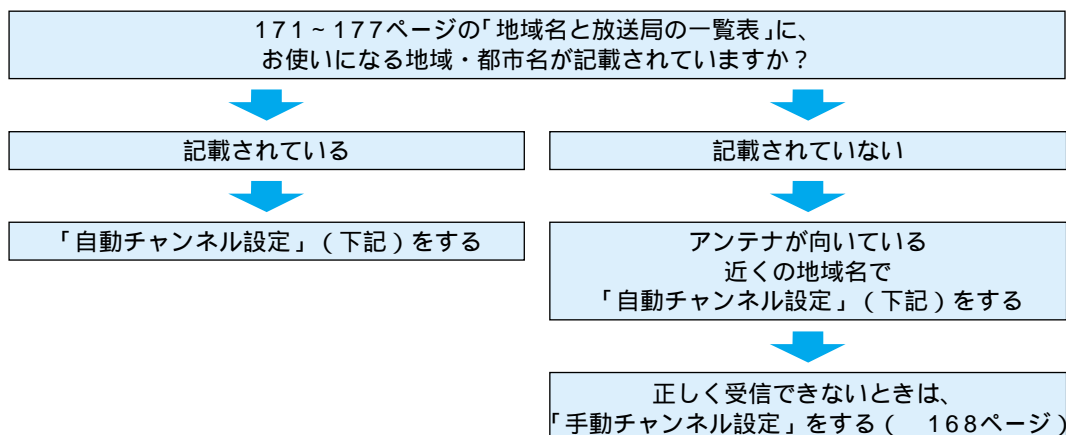 171~177ページの「地域名と放送局の一覧表」に、
お使いになる地域・都市名が記載されていますか？
記載されている
記載されていない
「自動チャンネル設定」(下記)をする
アンテナが向いている
近くの地域名で
「自動チャンネル設定」(下記)をする
正しく受信できないときは、
「手動チャンネル設定」をする( 168ページ)